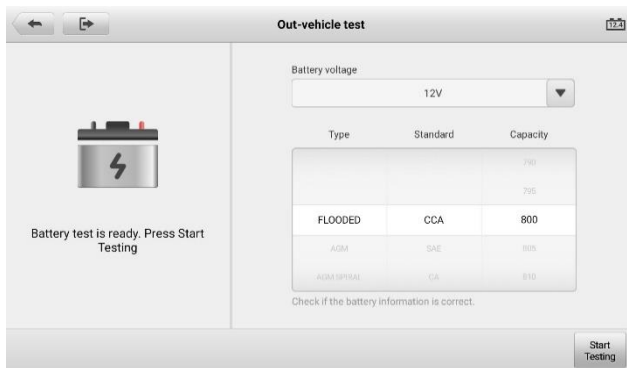 Out-vehicle test
12.4
Battery voltage
12V
Type Standard Capacity
790
795
FLOODED CCA 800
AGM SAE 805
AGM SPIRAL CA 810
Battery test is ready. Press Start
Testing
Check if the battery information is correct.
Start
Testing